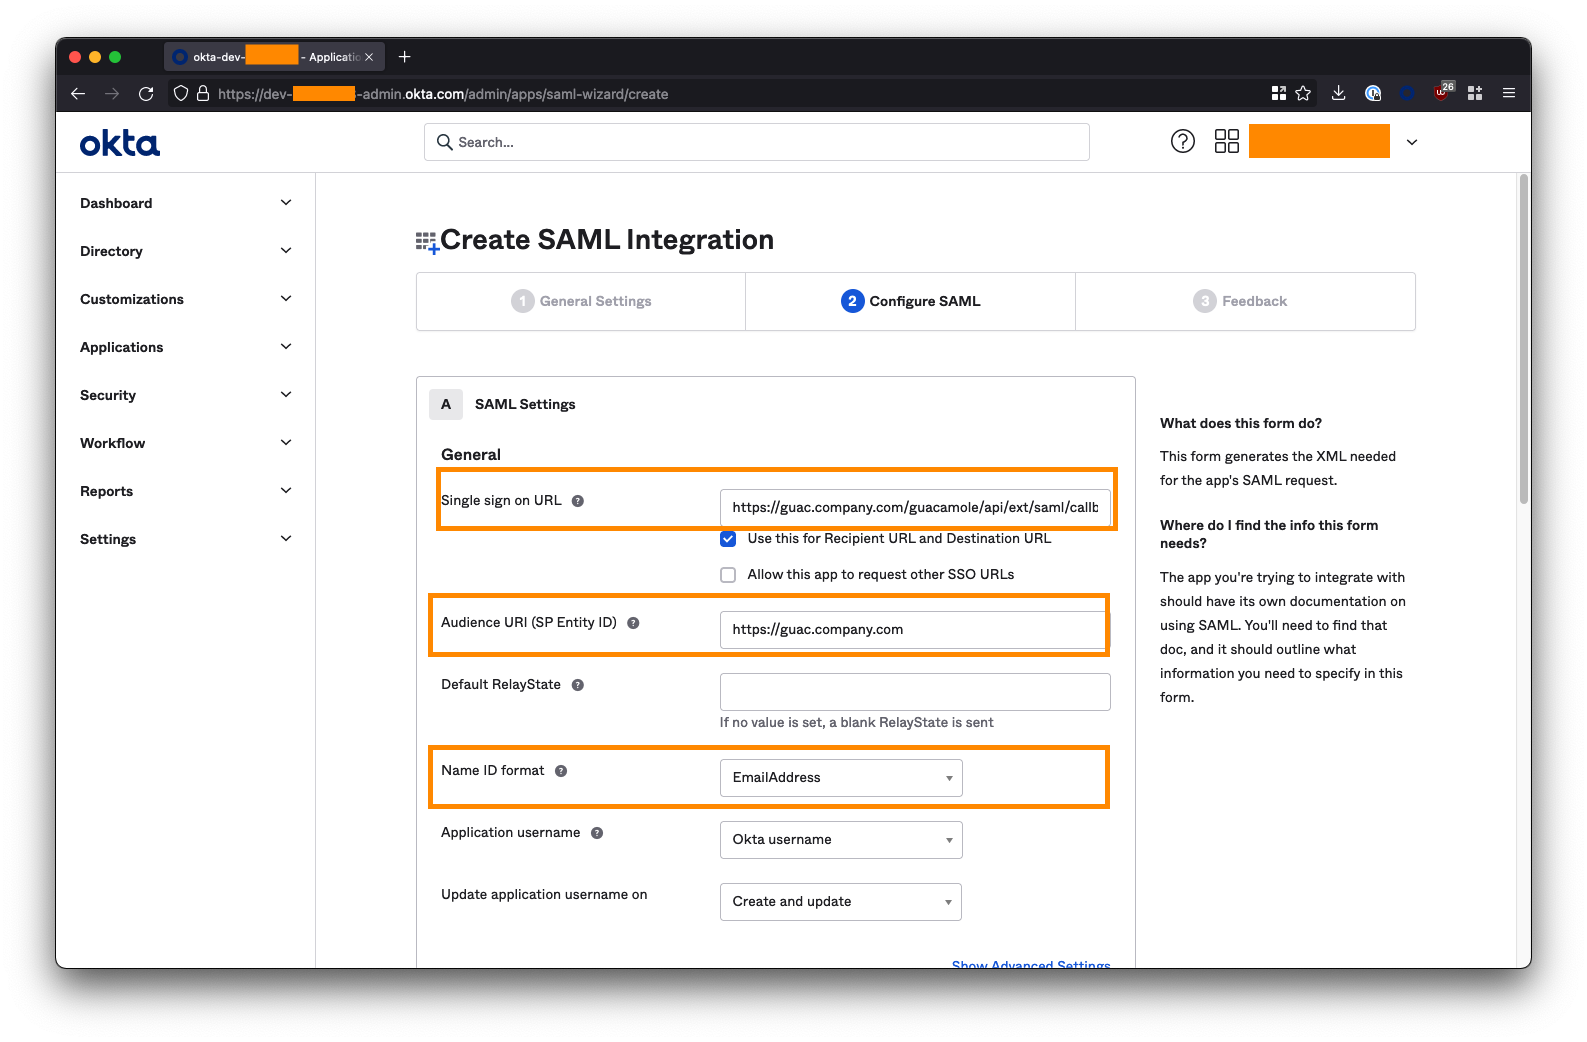 okta-dev-
- Applicatio
https://dev-
-admin.okta.com/admin/apps/saml-wizard/create
26
okta
Search...
Dashboard
Directory
Customizations
Applications
Security
Workflow
Reports
Settings
Create SAML Integration
1 General Settings
2 Configure SAML
3 Feedback
A SAML Settings
General
Single sign on URL ?
https://guac.company.com/guacamole/api/ext/saml/callb
Use this for Recipient URL and Destination URL
Allow this app to request other SSO URLs
Audience URI (SP Entity ID) ?
https://guac.company.com
Default RelayState ?
If no value is set, a blank RelayState is sent
Name ID format ?
EmailAddress
Application username ?
Okta username
Update application username on
Create and update
Show Advanced Settings
What does this form do?
This form generates the XML needed
for the app's SAML request.
Where do I find the info this form
needs?
The app you're trying to integrate with
should have its own documentation on
using SAML. You'll need to find that
doc, and it should outline what
information you need to specify in this
form.